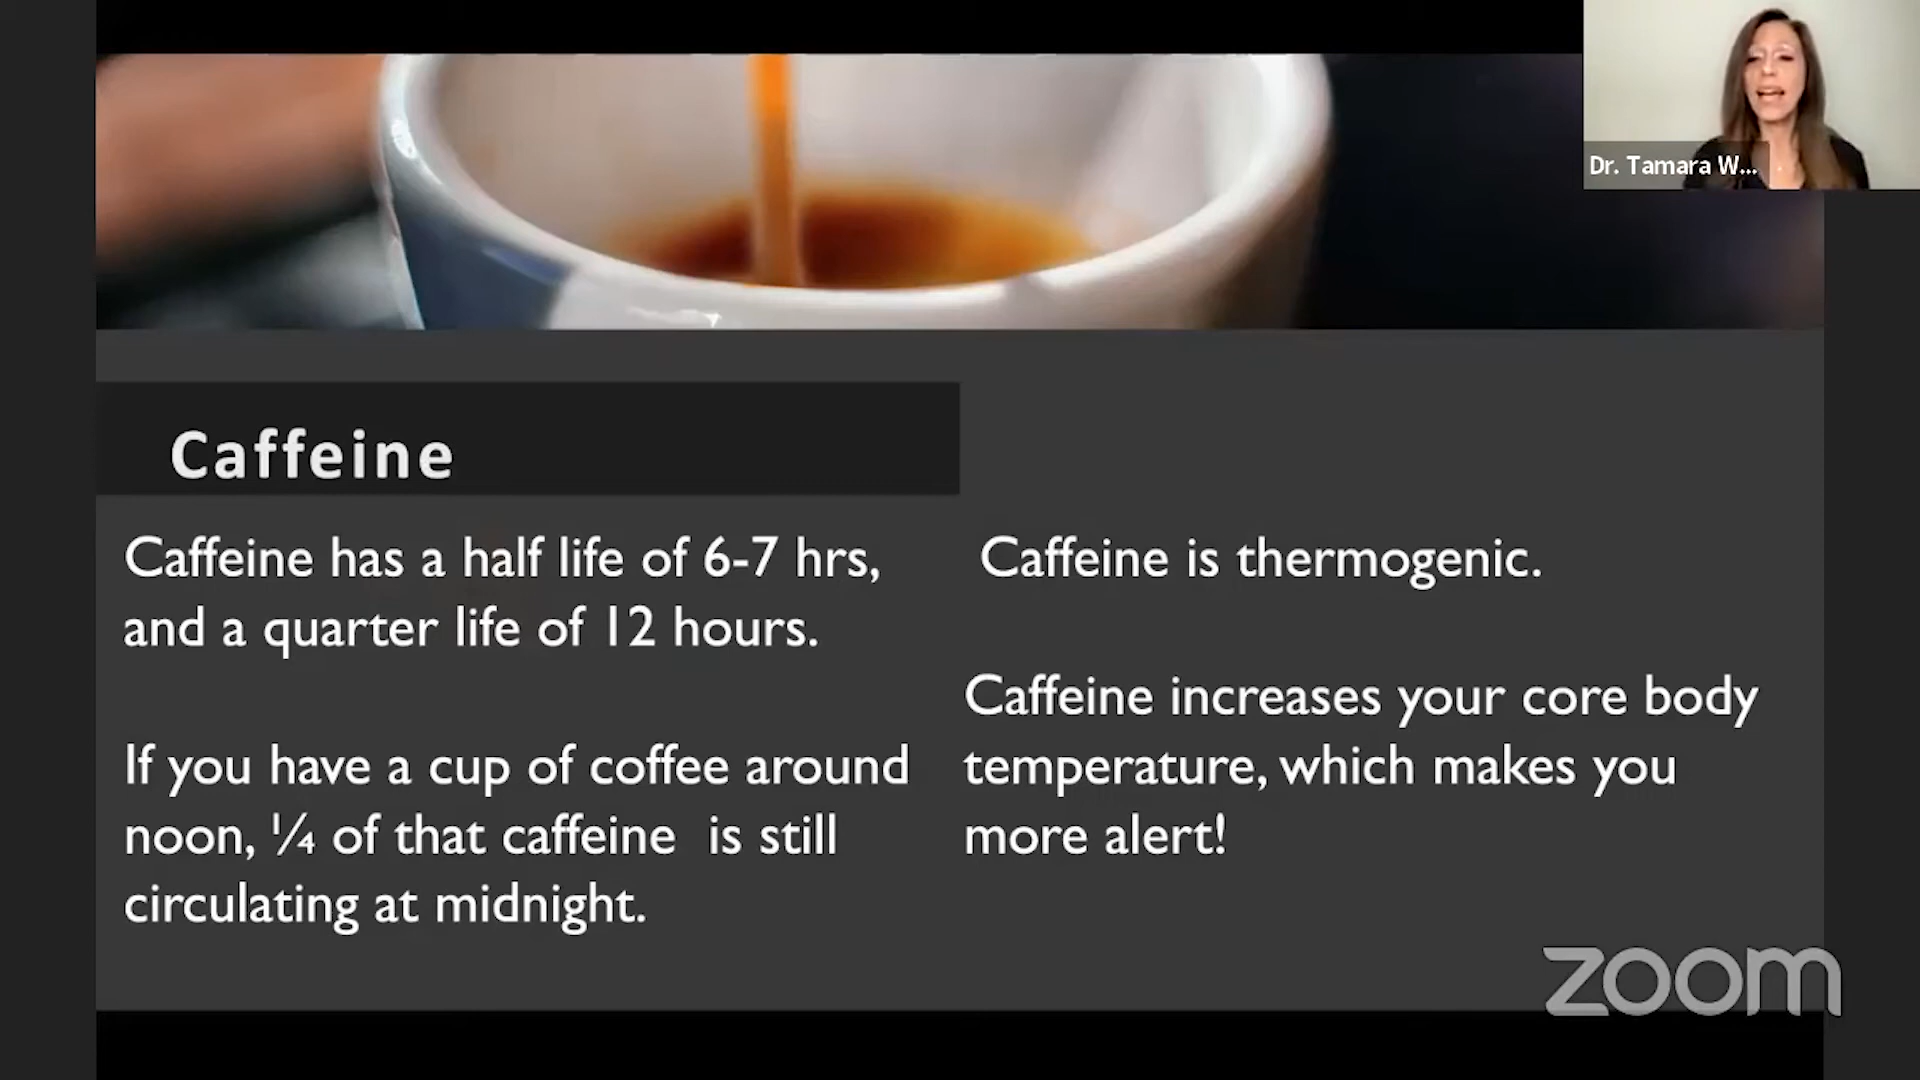 Dr. Tamara W...
Caffeine
Caffeine has a half life of 6-7 hrs,
and a quarter life of 12 hours.
If you have a cup of coffee around
noon, ¼ of that caffeine  is still
circulating at midnight.
Caffeine is thermogenic.
Caffeine increases your core body
temperature, which makes you
more alert!
zoom